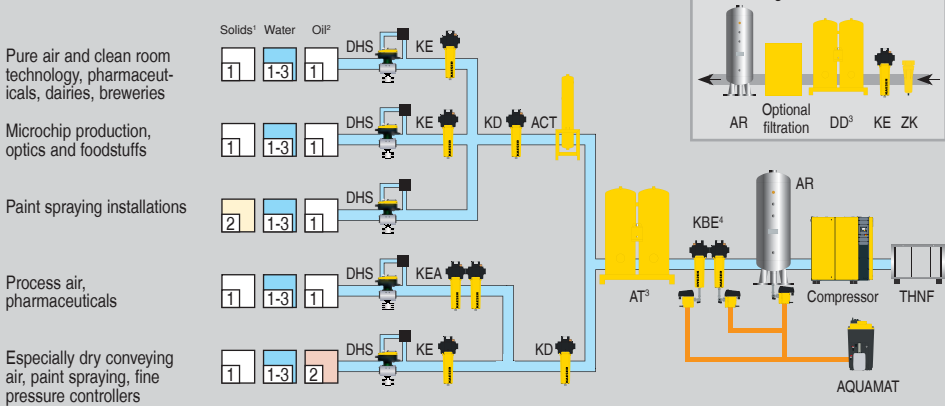 Solids¹ Water Oil²
Pure air and clean room
technology, pharmaceut-
icals, dairies, breweries
1 1-3 1 DHS KE
Microchip production,
optics and foodstuffs
1 1-3 1 DHS KE KD ACT
Paint spraying installations
2 1-3 1 DHS
Process air,
pharmaceuticals
1 1-3 1 DHS KEA
Especially dry conveying
air, paint spraying, fine
pressure controllers
1 1-3 2 DHS KE KD
AR Optional
filtration DD³ KE ZK
AT³ KBE⁴ AR Compressor THNF
AQUAMAT